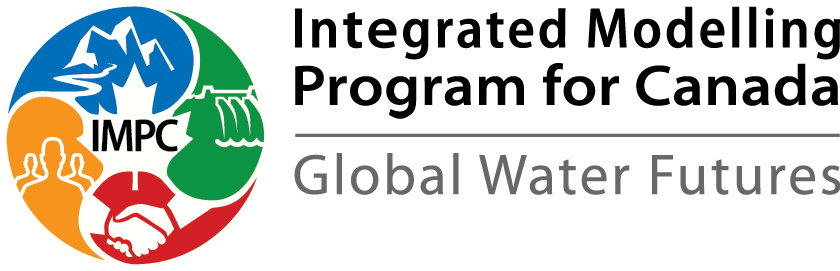 IMPC
Integrated Modelling
Program for Canada
Global Water Futures